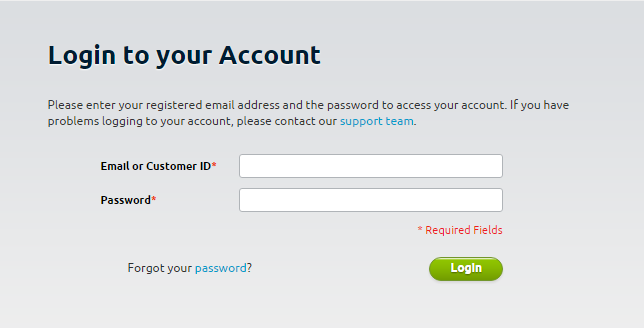 Login to your Account
Please enter your registered email address and the password to access your account. If you have
problems logging to your account, please contact our support team.
Email or Customer ID*
Password*
* Required Fields
Forgot your password?
Login